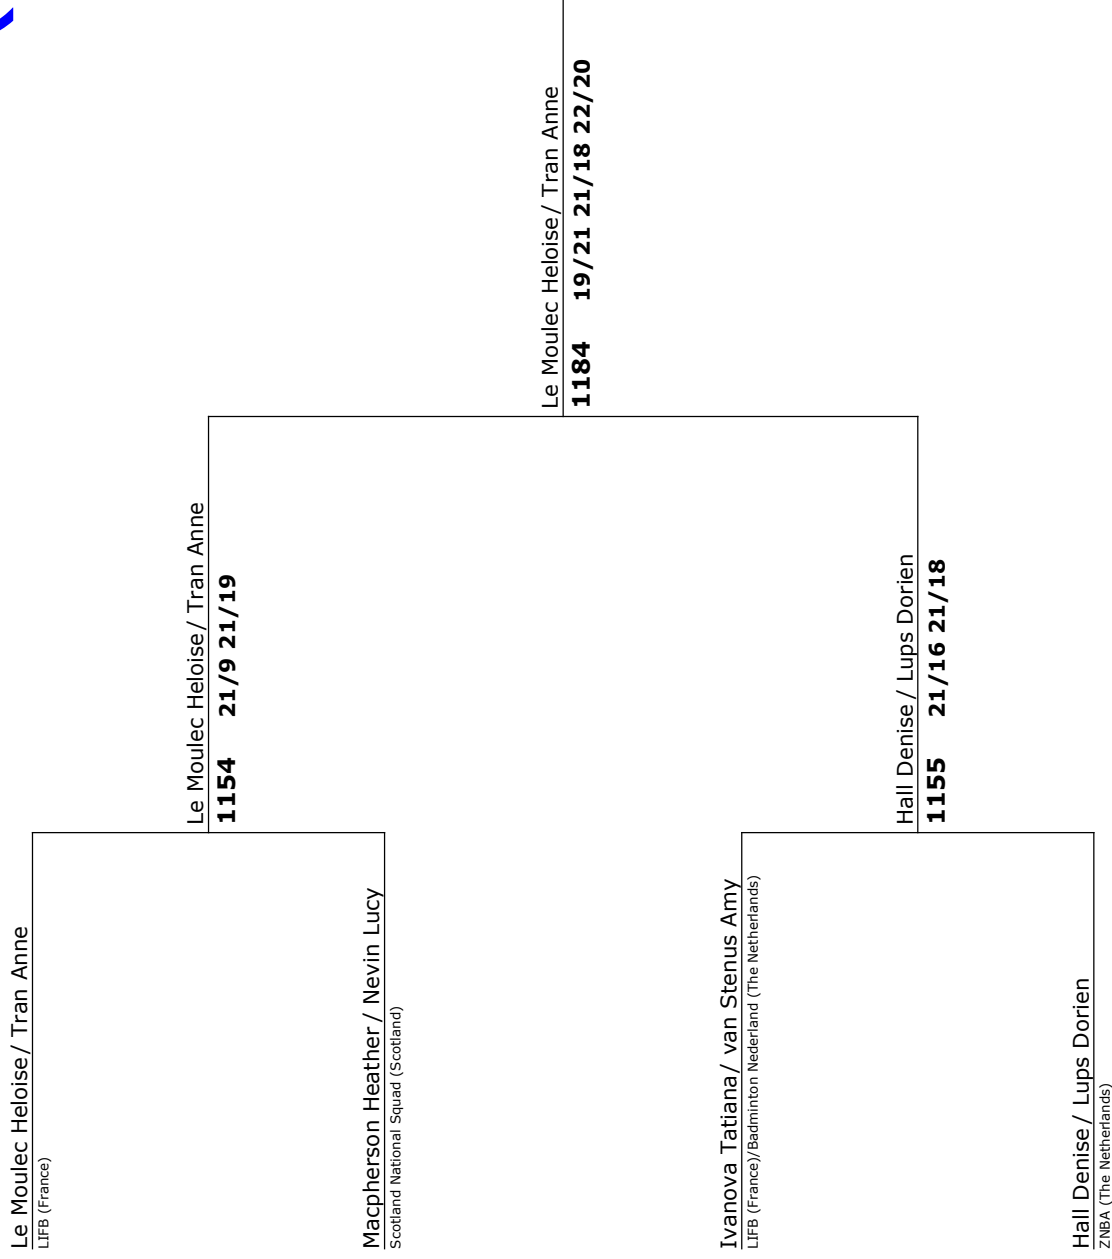 Le Moulec Heloise/ Tran Anne
LIFB (France)
Macpherson Heather / Nevin Lucy
Scotland National Squad (Scotland)
Ivanova Tatiana/ van Stenus Amy
LIFB (France)/Badminton Nederland (The Netherlands)
Hall Denise / Lups Dorien
ZNBA (The Netherlands)
Le Moulec Heloise/ Tran Anne
1154 21/9 21/19
Hall Denise / Lups Dorien
1155 21/16 21/18
Le Moulec Heloise/ Tran Anne
1184 19/21 21/18 22/20